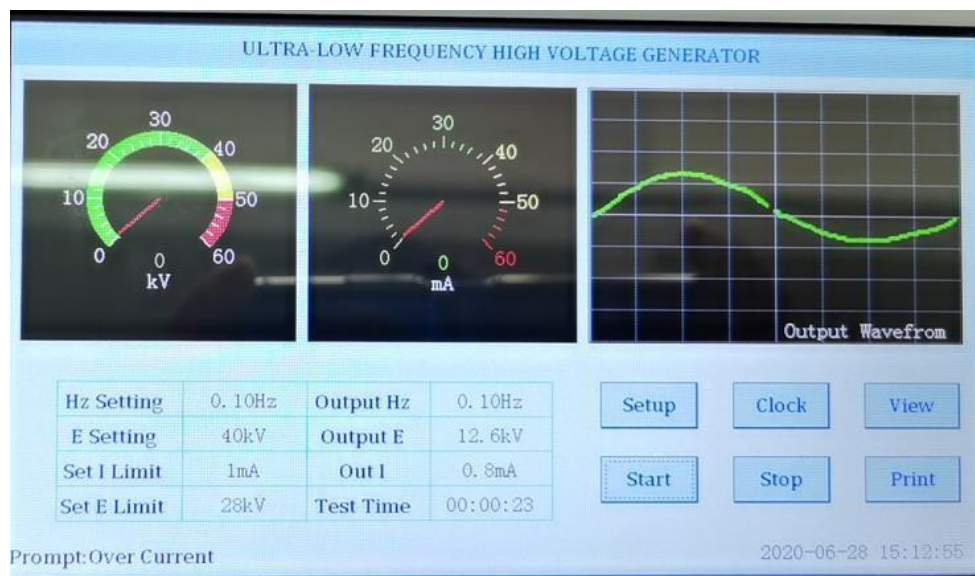 ULTRA-LOW FREQUENCY HIGH VOLTAGE GENERATOR
30
20 40
10 50
0 60
0
kV
30
20 40
10 50
0 60
0
mA
Output Wavefrom
Hz Setting 0.10Hz Output Hz 0.10Hz
E Setting 40kV Output E 12.6kV
Set I Limit 1mA Out I 0.8mA
Set E Limit 28kV Test Time 00:00:23
Setup Clock View
Start Stop Print
Prompt:Over Current 2020-06-28 15:12:55